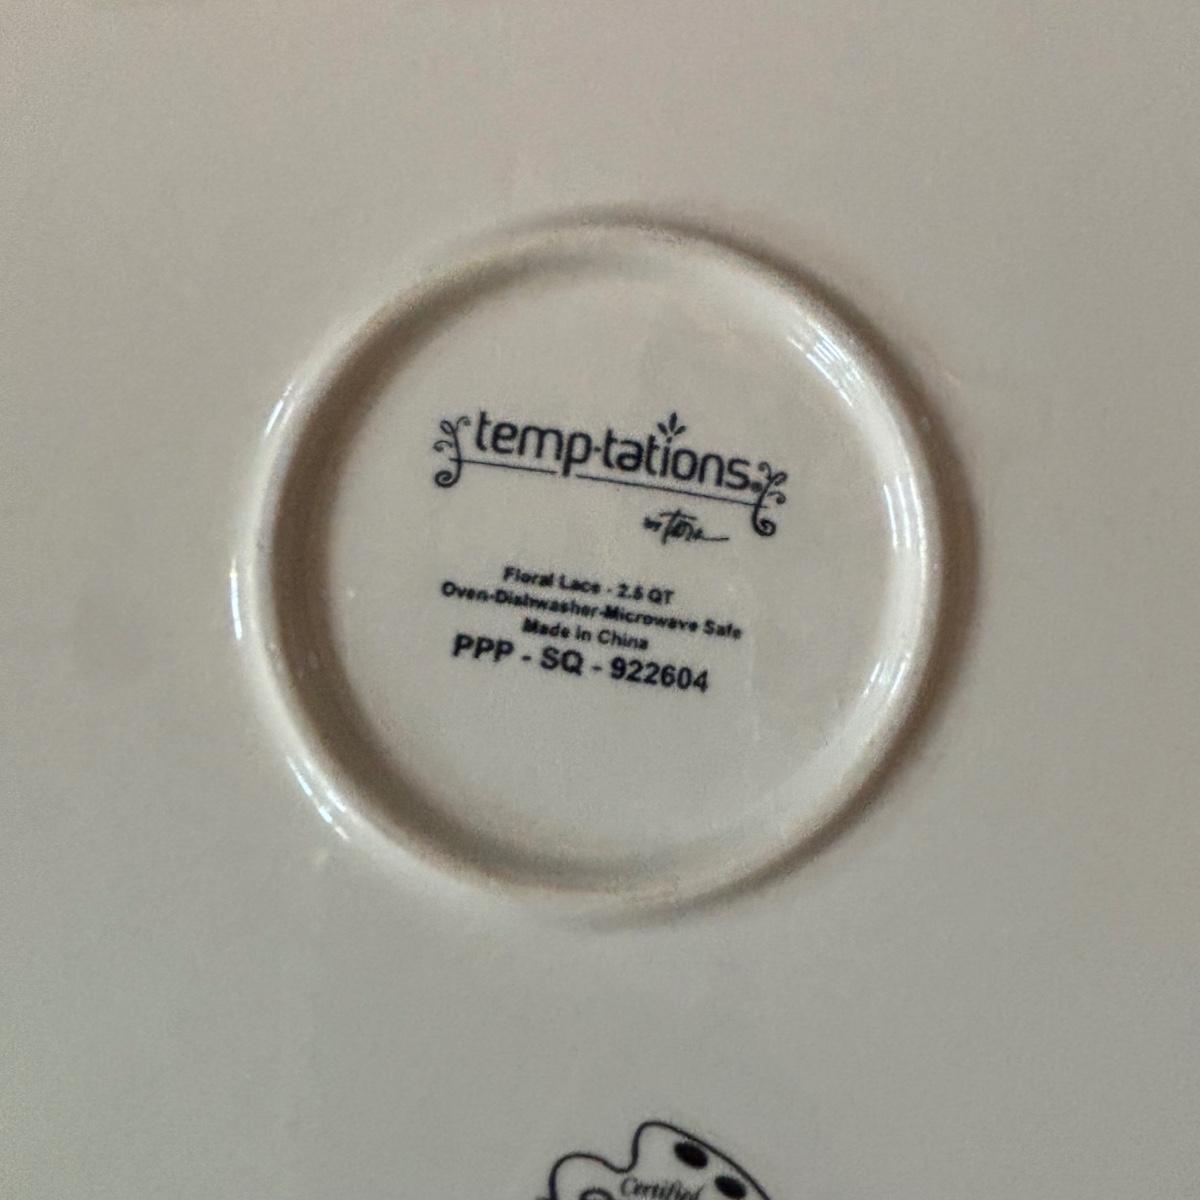 temp·tations®
by Tara
Floral Lace - 2.5 QT
Oven-Dishwasher-Microwave Safe
Made in China
PPP - SQ - 922604
Certified